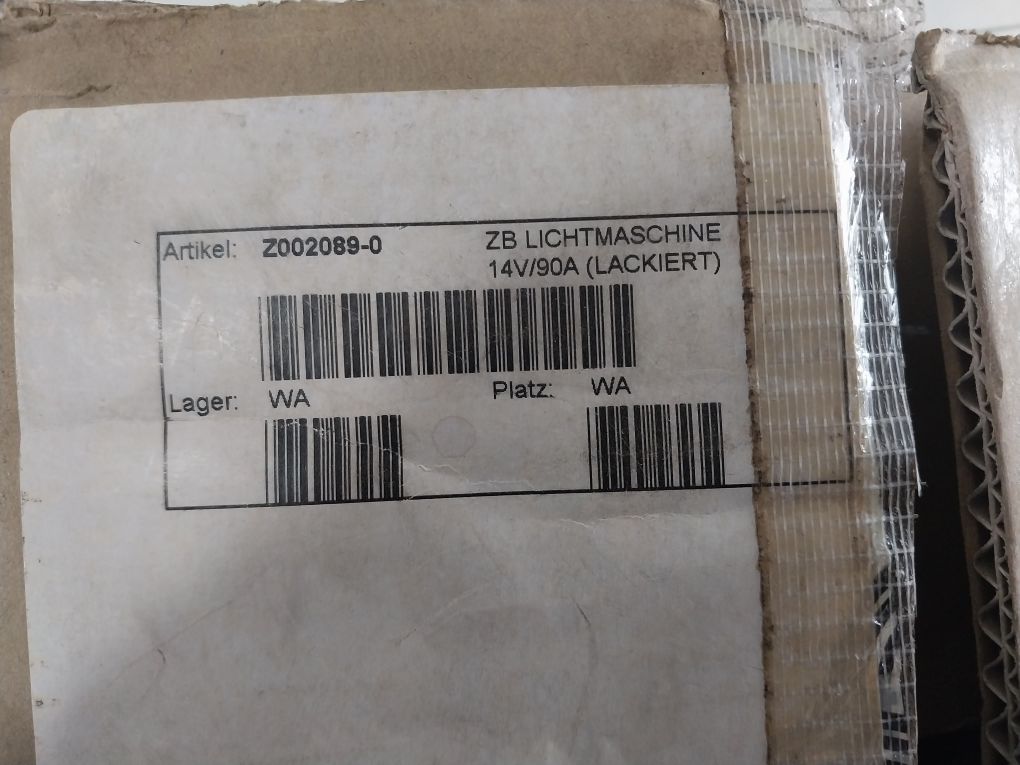 Artikel: Z002089-0 ZB LICHTMASCHINE
14V/90A (LACKIERT)
Lager: WA Platz: WA